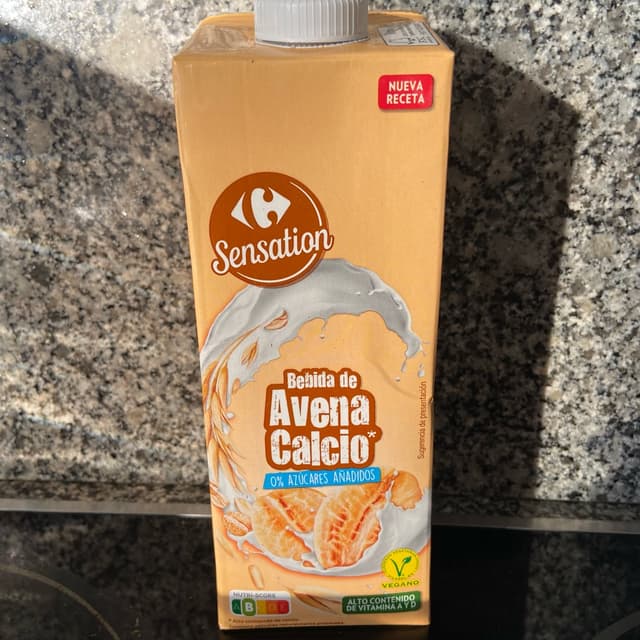 NUEVA
RECETA
Sensation
Bebida de
Avena
Calcio*
0% AZÚCARES AÑADIDOS
Sugerencia de presentación
VEGANO
NUTRI-SCORE
A B C D E
ALTO CONTENIDO
DE VITAMINA A Y D